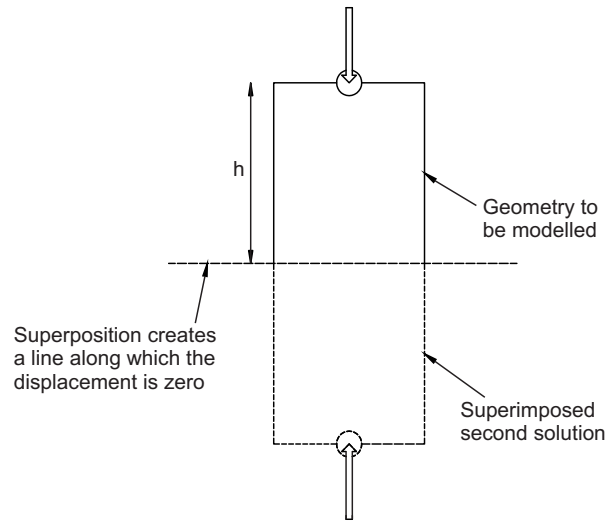 h
Geometry to
be modelled
Superposition creates
a line along which the
displacement is zero
Superimposed
second solution